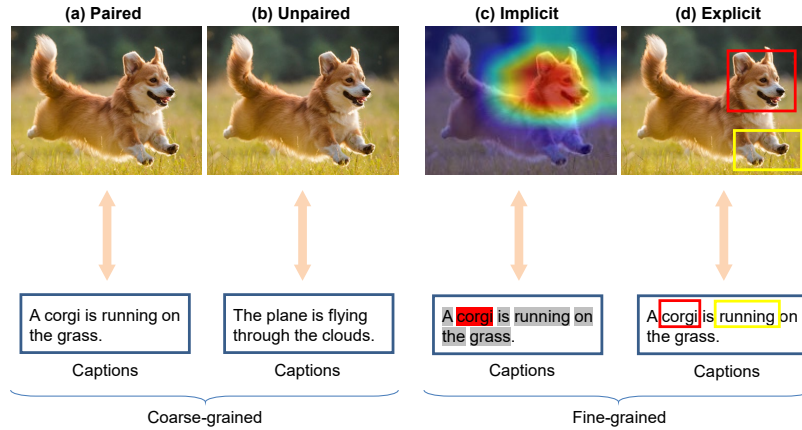 (a) Paired
(b) Unpaired
(c) Implicit
(d) Explicit
A corgi is running on
the grass.
The plane is flying
through the clouds.
A corgi is running on
the grass.
A corgi is running on
the grass.
Captions
Captions
Captions
Captions
Coarse-grained
Fine-grained